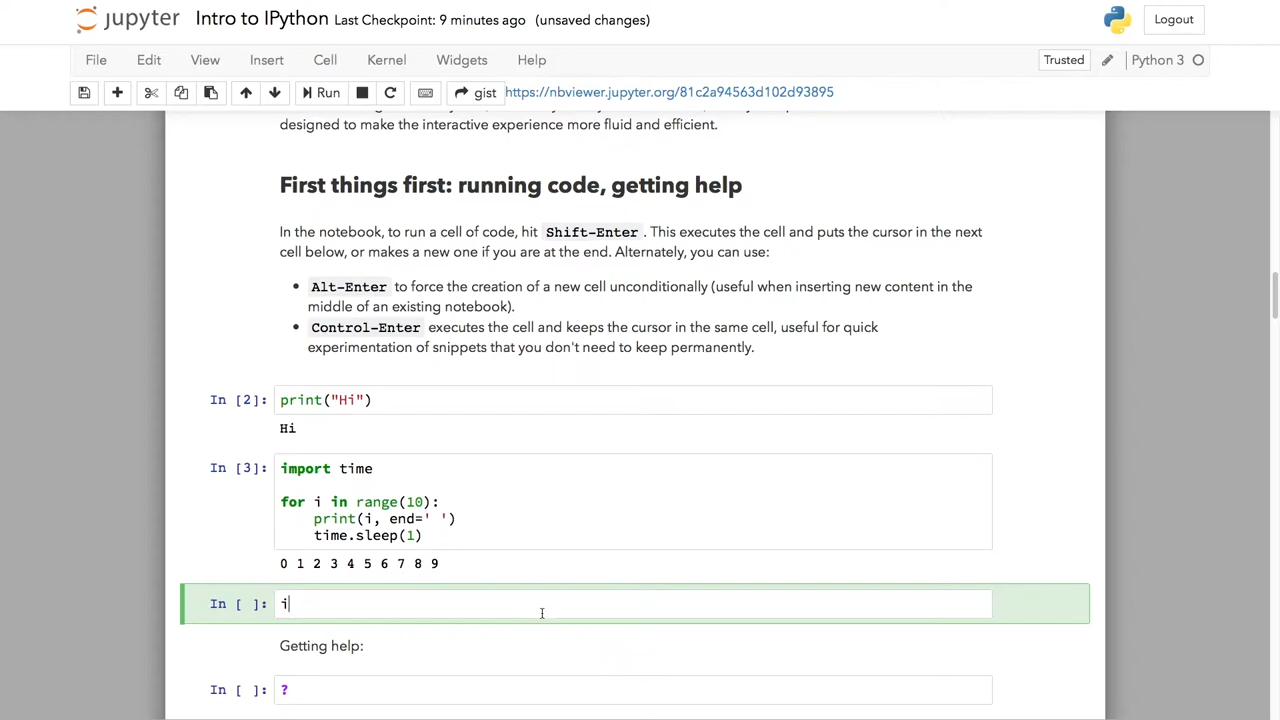 jupyter Intro to IPython Last Checkpoint: 9 minutes ago (unsaved changes) Logout
File Edit View Insert Cell Kernel Widgets Help Trusted Python 3
Run gist https://nbviewer.jupyter.org/81c2a94563d102d93895
designed to make the interactive experience more fluid and efficient.
First things first: running code, getting help
In the notebook, to run a cell of code, hit Shift-Enter . This executes the cell and puts the cursor in the next
cell below, or makes a new one if you are at the end. Alternately, you can use:
• Alt-Enter to force the creation of a new cell unconditionally (useful when inserting new content in the
middle of an existing notebook).
• Control-Enter executes the cell and keeps the cursor in the same cell, useful for quick
experimentation of snippets that you don't need to keep permanently.
In [2]: print("Hi")
Hi
In [3]: import time
for i in range(10):
    print(i, end=' ')
    time.sleep(1)
0 1 2 3 4 5 6 7 8 9
In [ ]: i
Getting help:
In [ ]: ?